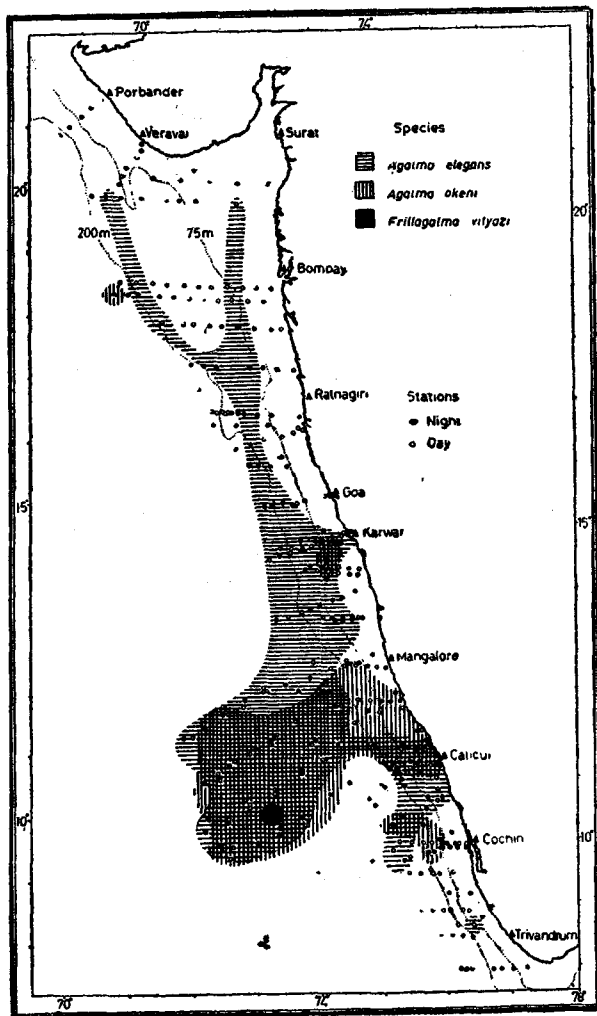 70°
74°
Porbander
Veraval
Surat
Species
Agalma elegans
Agalma okeni
Frillagalma vityazi
20°
20°
200m
75m
Bombay
Ratnagiri
Stations
Night
Day
Goa
15°
15°
Karwar
Mangalore
Calicut
10°
10°
Cochin
Trivandrum
70°
74°
78°